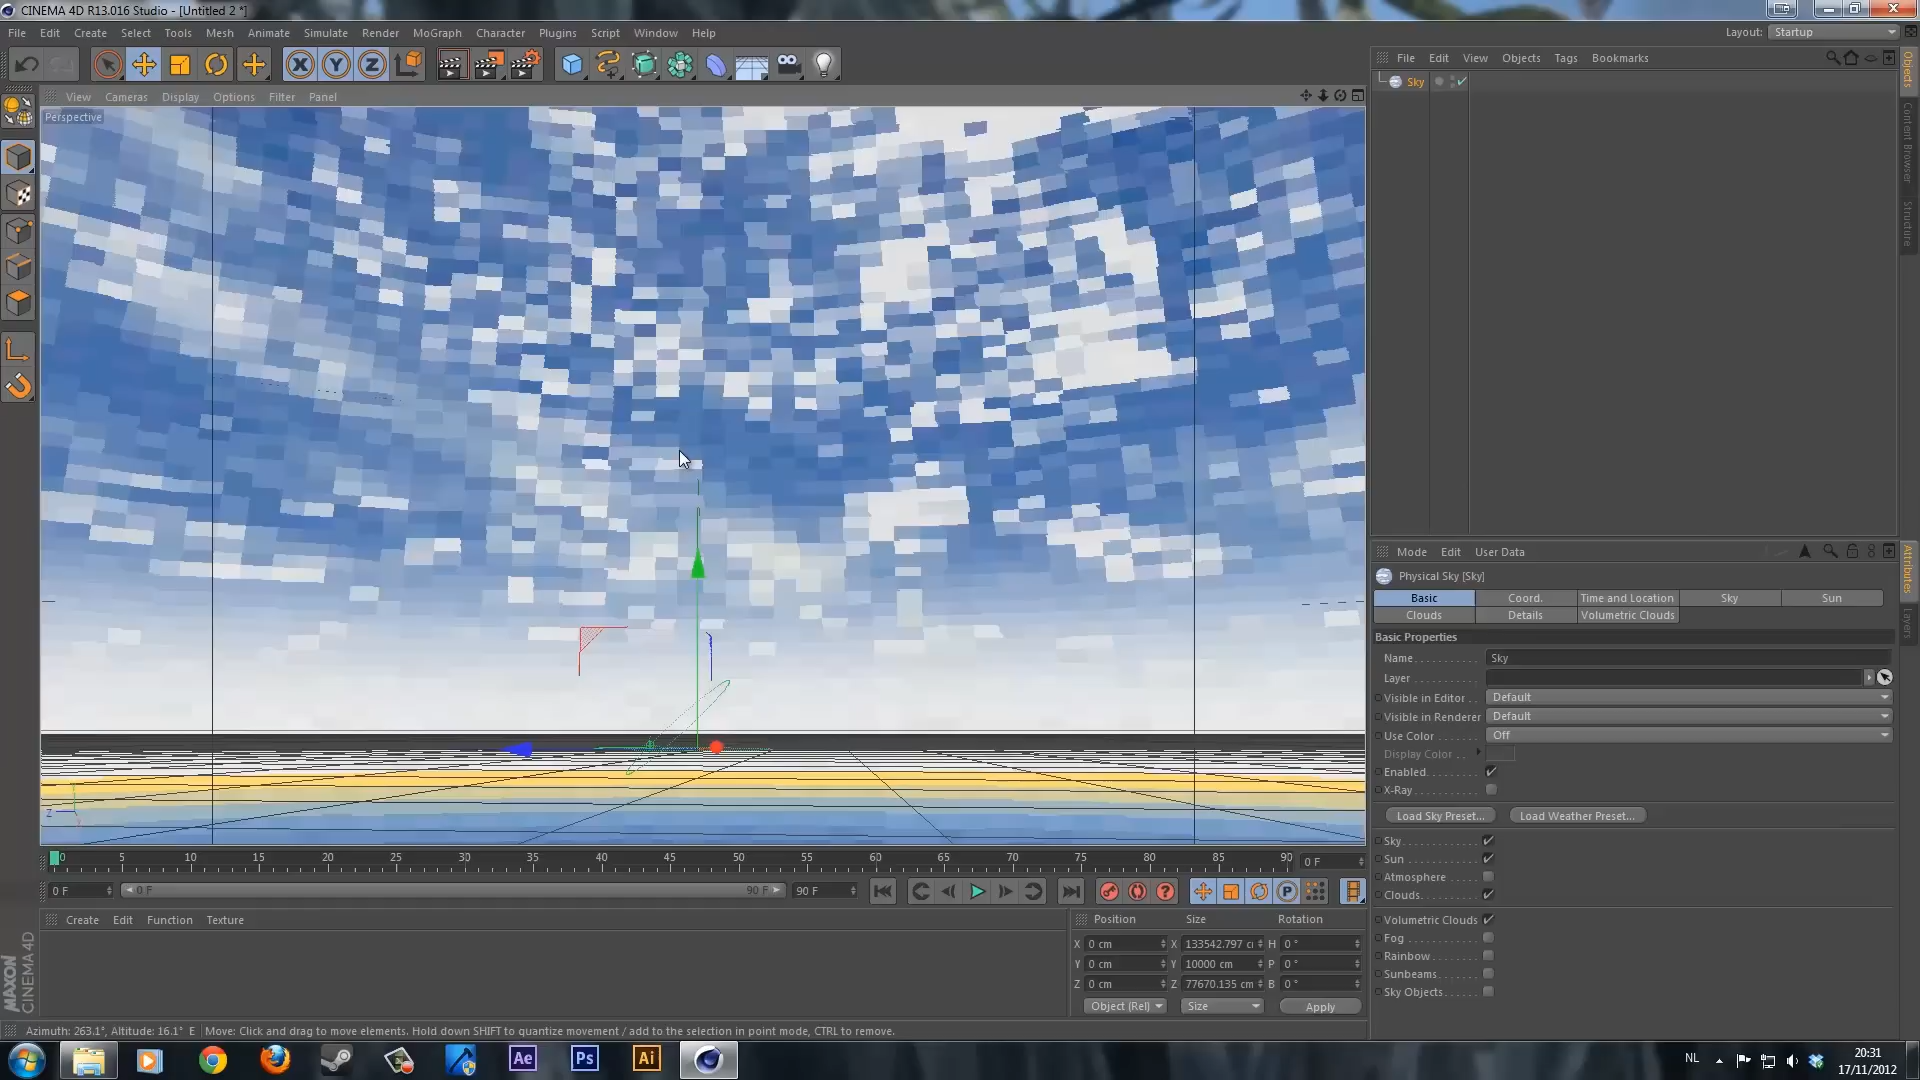 CINEMA 4D R13.016 Studio - [Untitled 2 *]
File Edit Create Select Tools Mesh Animate Simulate Render MoGraph Character Plugins Script Window Help
Layout: Startup
X Y Z
View Cameras Display Options Filter Panel
Perspective
File Edit View Objects Tags Bookmarks
Sky
Objects
Content Browser
Structure
Mode Edit User Data
Physical Sky [Sky]
Basic Coord. Time and Location Sky Sun
Clouds Details Volumetric Clouds
Attributes
Layers
Basic Properties
Name Sky
Layer
Visible in Editor Default
Visible in Renderer Default
Use Color Off
Display Color
Enabled
X-Ray
Load Sky Preset... Load Weather Preset...
Sky
Sun
Atmosphere
Clouds
Volumetric Clouds
Fog
Rainbow
Sunbeams
Sky Objects
Z
0 5 10 15 20 25 30 35 40 45 50 55 60 65 70 75 80 85 90 0 F
0 F 0 F 90 F 90 F
P
Create Edit Function Texture
Position Size Rotation
X 0 cm X 133542.797 H 0 °
Y 0 cm Y 10000 cm P 0 °
Z 0 cm Z 77670.135 cm B 0 °
Object (Rel) Size Apply
MAXON
CINEMA 4D
Azimuth: 263.1° Altitude: 16.1° E Move: Click and drag to move elements. Hold down SHIFT to quantize movement / add to the selection in point mode, CTRL to remove.
Ae Ps Ai
NL
20:31
17/11/2012